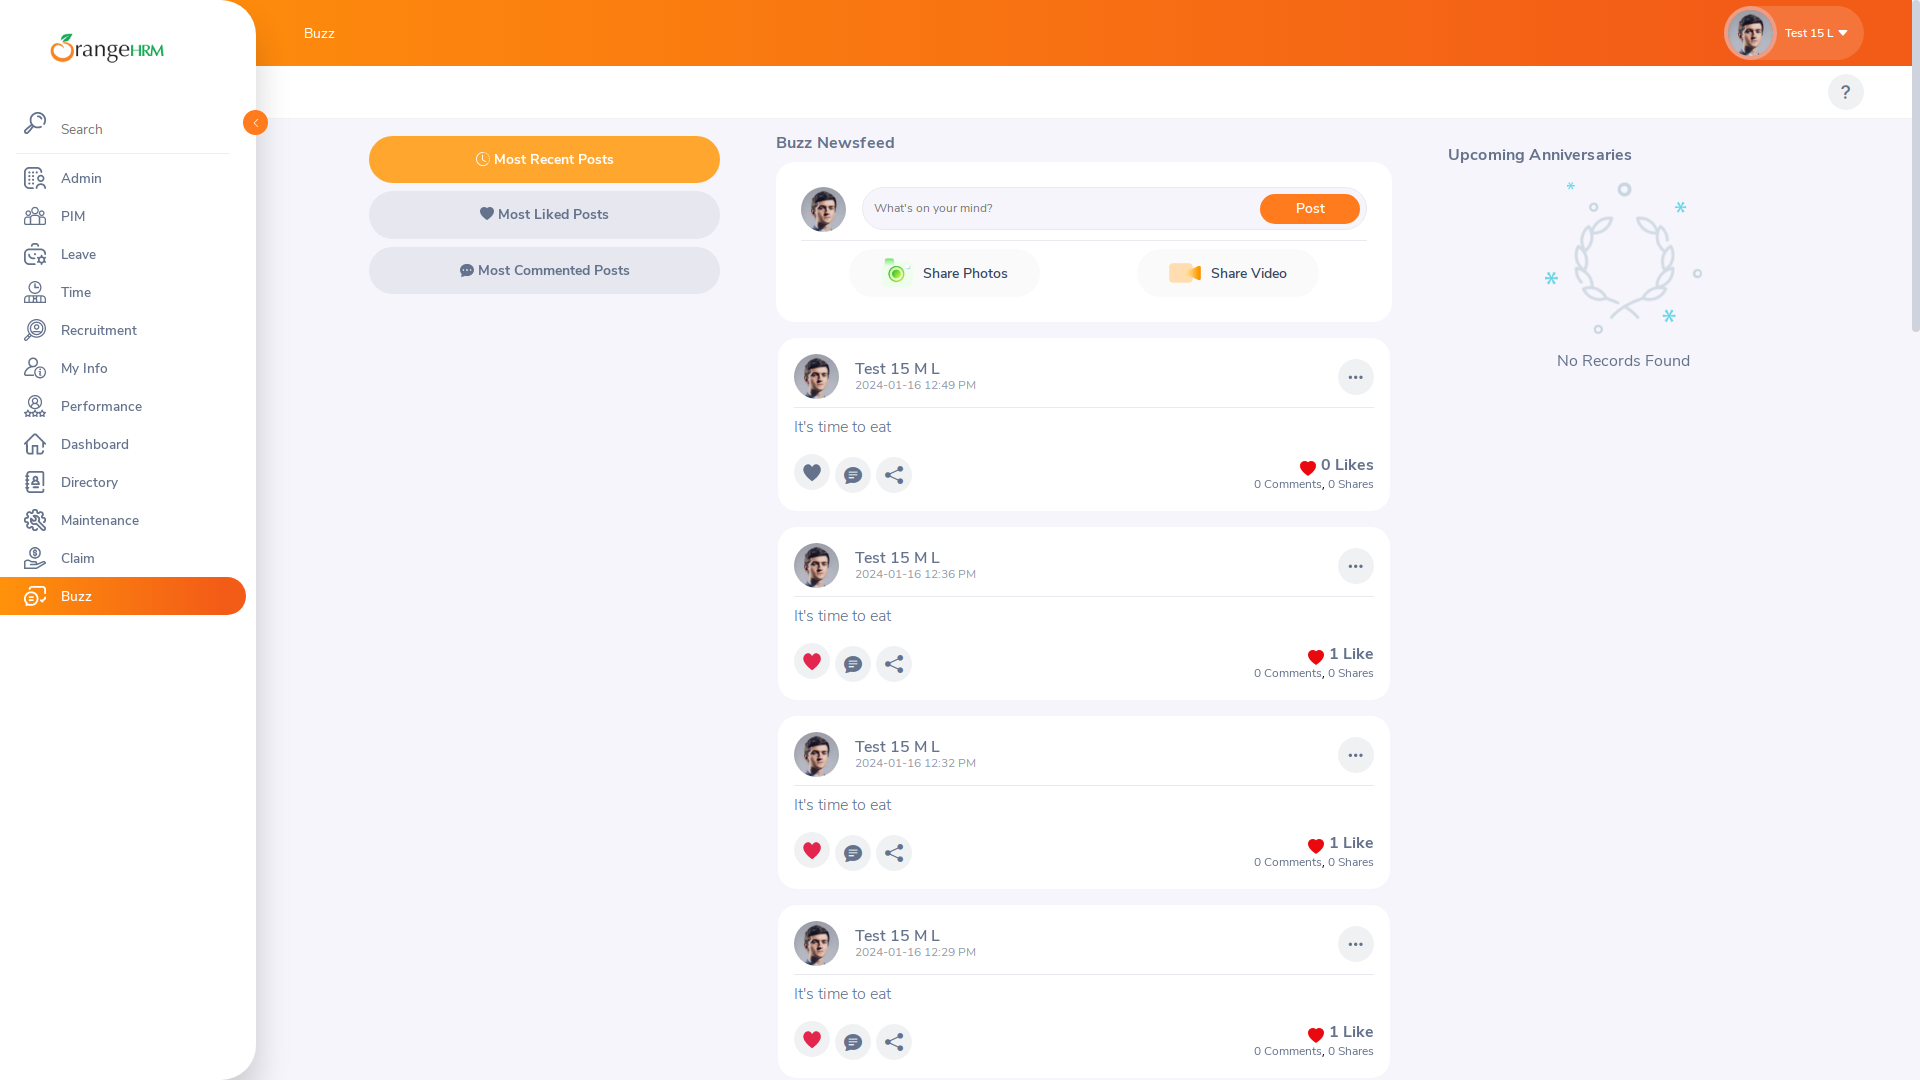 OrangeHRM
Search
Admin
PIM
Leave
Time
Recruitment
My Info
Performance
Dashboard
Directory
Maintenance
Claim
Buzz
Buzz
Test 15 L
?
Most Recent Posts
Most Liked Posts
Most Commented Posts
Buzz Newsfeed
What's on your mind?
Post
Share Photos
Share Video
Test 15 M L
2024-01-16 12:49 PM
It's time to eat
0 Likes
0 Comments, 0 Shares
Test 15 M L
2024-01-16 12:36 PM
It's time to eat
1 Like
0 Comments, 0 Shares
Test 15 M L
2024-01-16 12:32 PM
It's time to eat
1 Like
0 Comments, 0 Shares
Test 15 M L
2024-01-16 12:29 PM
It's time to eat
1 Like
0 Comments, 0 Shares
Upcoming Anniversaries
No Records Found